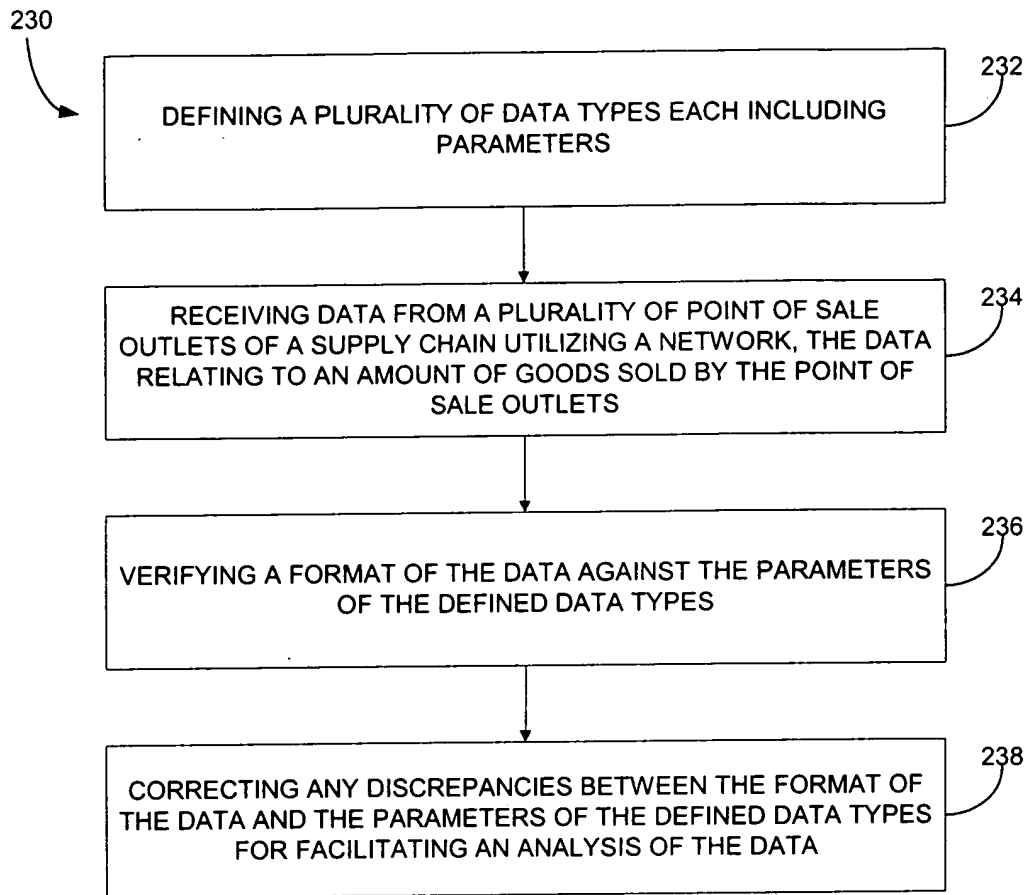 230
232
DEFINING A PLURALITY OF DATA TYPES EACH INCLUDING
PARAMETERS
234
RECEIVING DATA FROM A PLURALITY OF POINT OF SALE
OUTLETS OF A SUPPLY CHAIN UTILIZING A NETWORK, THE DATA
RELATING TO AN AMOUNT OF GOODS SOLD BY THE POINT OF
SALE OUTLETS
236
VERIFYING A FORMAT OF THE DATA AGAINST THE PARAMETERS
OF THE DEFINED DATA TYPES
238
CORRECTING ANY DISCREPANCIES BETWEEN THE FORMAT OF
THE DATA AND THE PARAMETERS OF THE DEFINED DATA TYPES
FOR FACILITATING AN ANALYSIS OF THE DATA